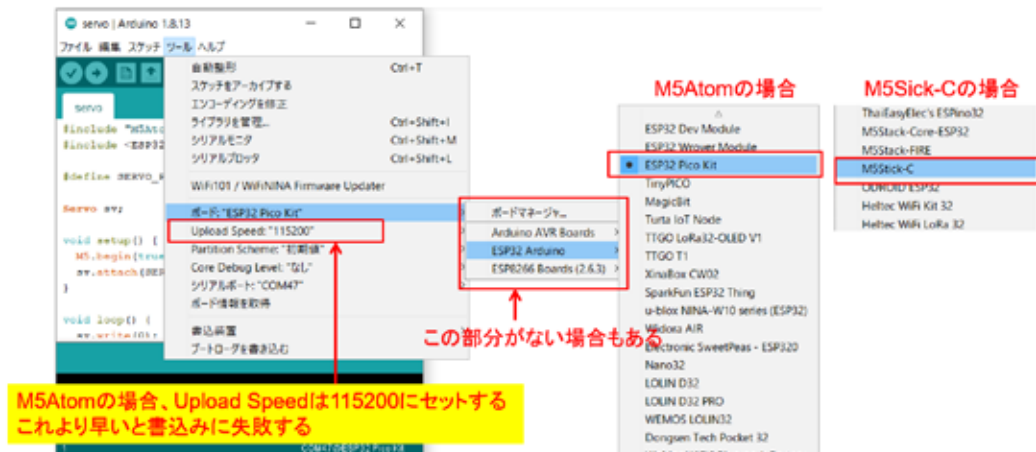 servo | Arduino 1.8.13
ファイル 編集 スケッチ ツール ヘルプ
自動整形 Ctrl+T
スケッチをアーカイブする
エンコーディングを修正
ライブラリを管理... Ctrl+Shift+I
シリアルモニタ Ctrl+Shift+M
シリアルプロッタ Ctrl+Shift+L
WiFi101 / WiFiNINA Firmware Updater
ボード: "ESP32 Pico Kit"
Upload Speed: "115200"
Partition Scheme: "初期値"
Core Debug Level: "なし"
シリアルポート: "COM47"
ボード情報を取得
書込装置
ブートローダを書き込む
servo
#include "M5Ato
#include <ESP32
#define SERVO_
Servo sv;
void setup() {
M5.begin(true
sv.attach(SER
}
void loop() {
sv.write(0);
ボードマネージャ...
Arduino AVR Boards
ESP32 Arduino
ESP8266 Boards (2.6.3)
この部分がない場合もある
M5Atomの場合
ESP32 Dev Module
ESP32 Wrover Module
ESP32 Pico Kit
TinyPICO
MagicBit
Turta IoT Node
TTGO LoRa32-OLED V1
TTGO T1
XinaBox CW02
SparkFun ESP32 Thing
u-blox NINA-W10 series (ESP32)
Widora AIR
Electronic SweetPeas - ESP320
Nano32
LOLIN D32
LOLIN D32 PRO
WEMOS LOLIN32
Dongsen Tech Pocket 32
M5Sick-Cの場合
ThaiEasyElec's ESPino32
M5Stack-Core-ESP32
M5Stack-FIRE
M5Stick-C
ODROID ESP32
Heltec WiFi Kit 32
Heltec WiFi LoRa 32
M5Atomの場合、Upload Speedは115200にセットする
これより早いと書込みに失敗する